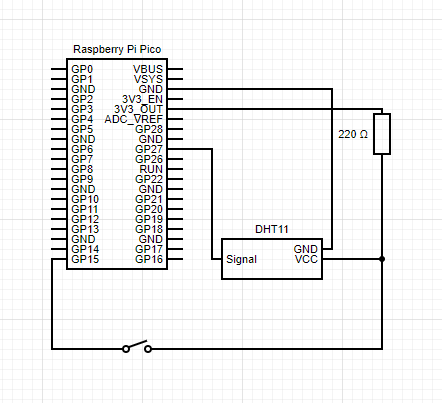 Raspberry Pi Pico
GP0 VBUS
GP1 VSYS
GND GND
GP2 3V3_EN
GP3 3V3_OUT
GP4 ADC_VREF
GP5 GP28
GND GND
GP6 GP27
GP7 GP26
GP8 RUN
GP9 GP22
GND GND
GP10 GP21
GP11 GP20
GP12 GP19
GP13 GP18
GND GND
GP14 GP17
GP15 GP16
220 Ω
DHT11
GND
Signal VCC